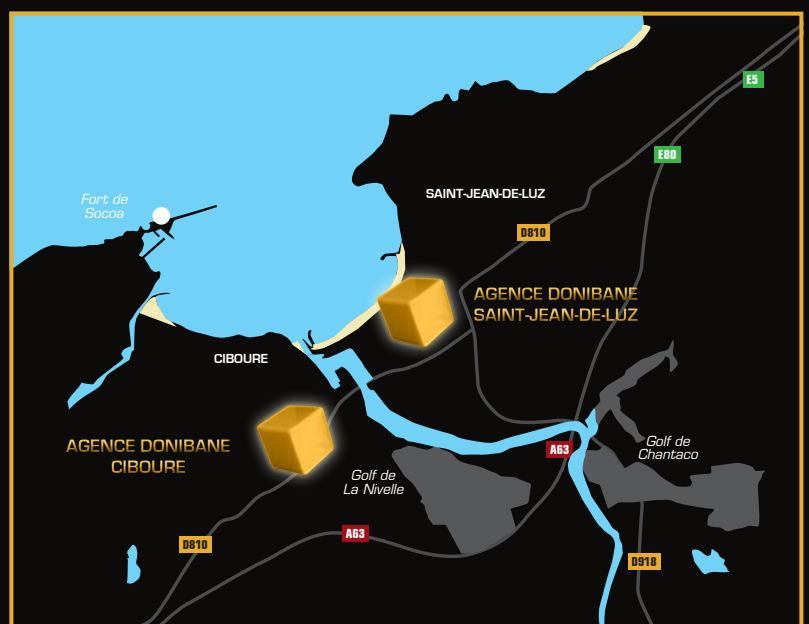 E5
E80
SAINT-JEAN-DE-LUZ
Fort de
Socoa
D810
AGENCE DONIBANE
SAINT-JEAN-DE-LUZ
CIBOURE
AGENCE DONIBANE
CIBOURE
A63
Golf de
Chantaco
Golf de
La Nivelle
A63
D810
D918